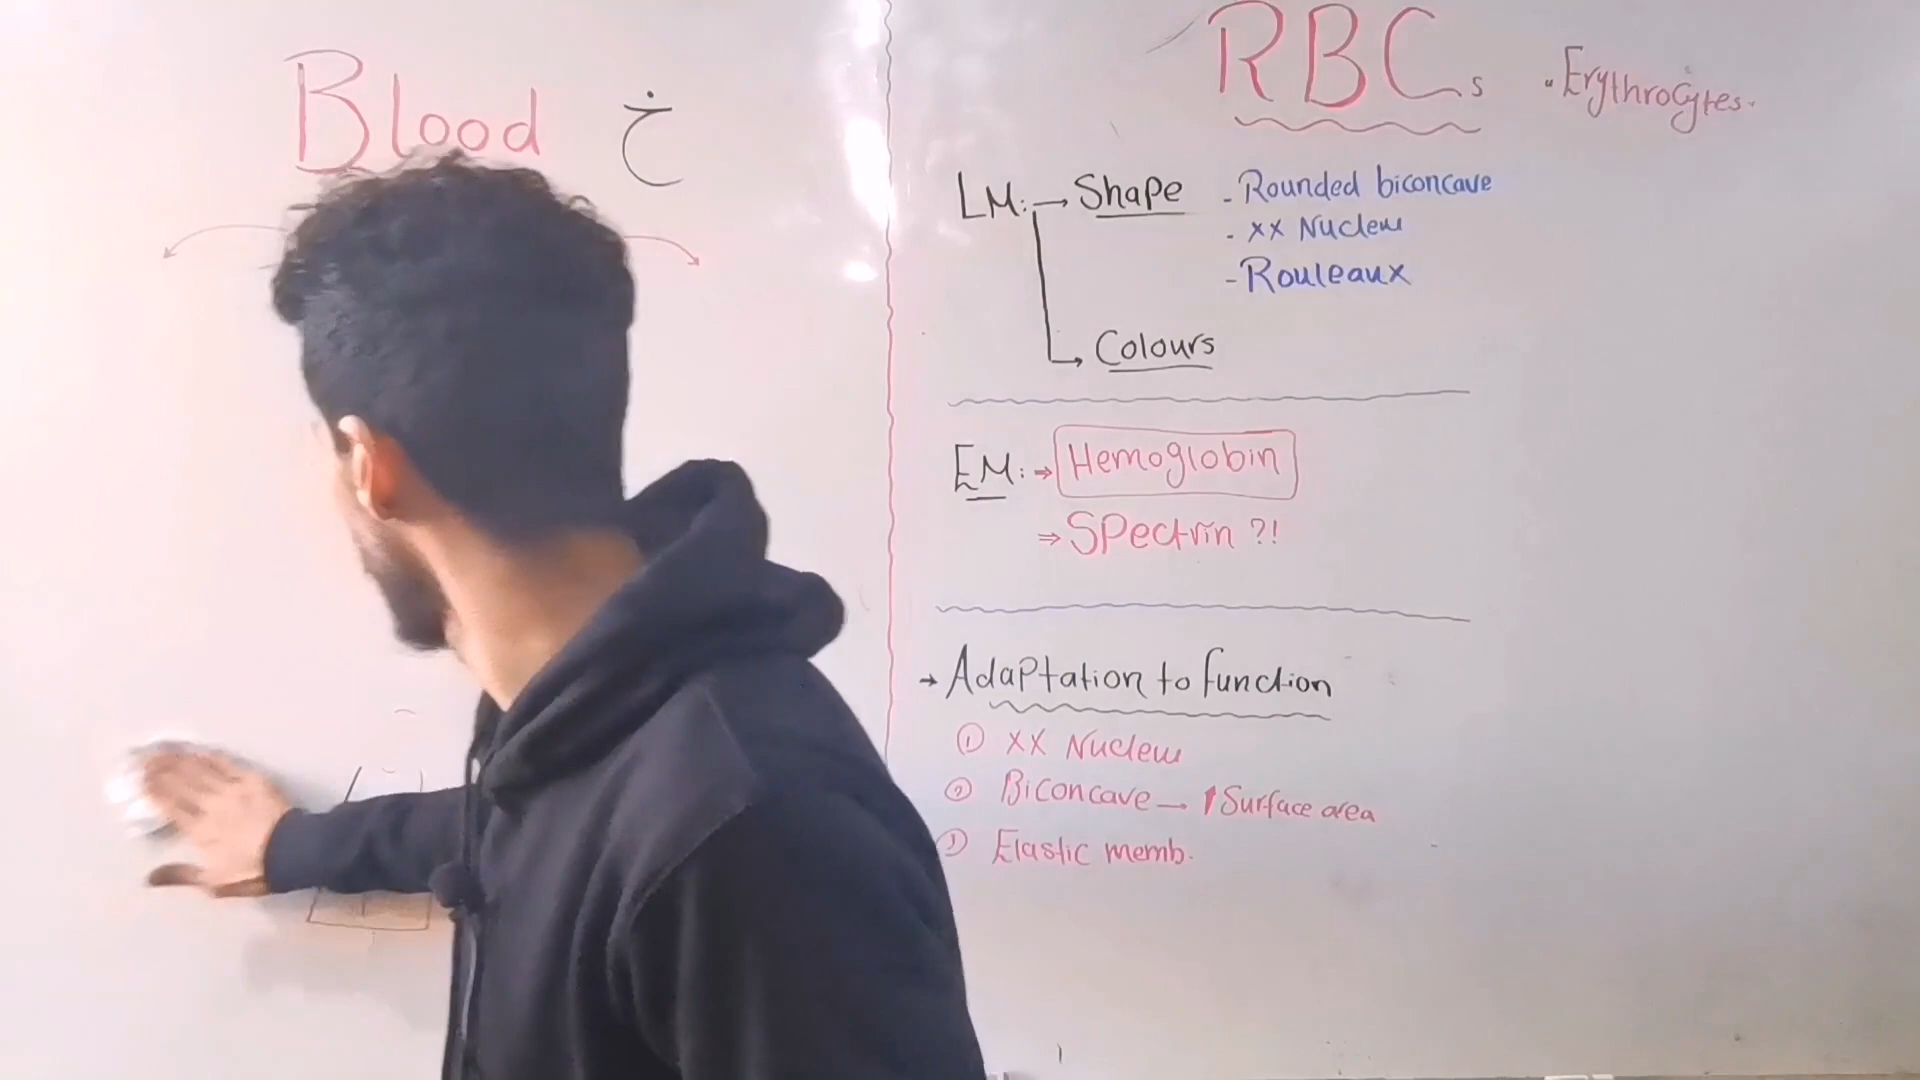 Blood خ
RBCs "Erythrocytes"
LM: → Shape - Rounded biconcave
- xx Nucleus
- Rouleaux
Colours
EM: ⇒ Hemoglobin
⇒ Spectrin ?!
→ Adaptation to function
① xx Nucleus
② Biconcave → ↑ Surface area
③ Elastic memb.